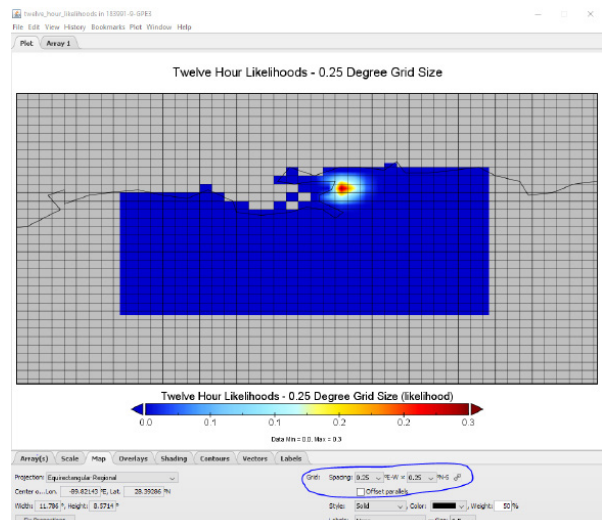 twelve_hour_likelihoods in 183001-6-GPE3
File Edit View History Bookmarks Plot Window Help
Plot Array 1
Twelve Hour Likelihoods - 0.25 Degree Grid Size
Twelve Hour Likelihoods - 0.25 Degree Grid Size (likelihood)
0.0 0.1 0.1 0.2 0.3
Data Min = 0.0, Max = 0.3
Array(s) Scale Map Overlays Shading Contours Vectors Labels
Projection: Equirectangular Regional Grid: Spacing: 0.25 °E-W × 0.25 °N-S
Center o...Lon. -89.82143 °E, Lat. 28.39286 °N Offset parallels
Width: 11.786 °, Height: 8.5714 ° Style: Solid Color: Weight: 50 %